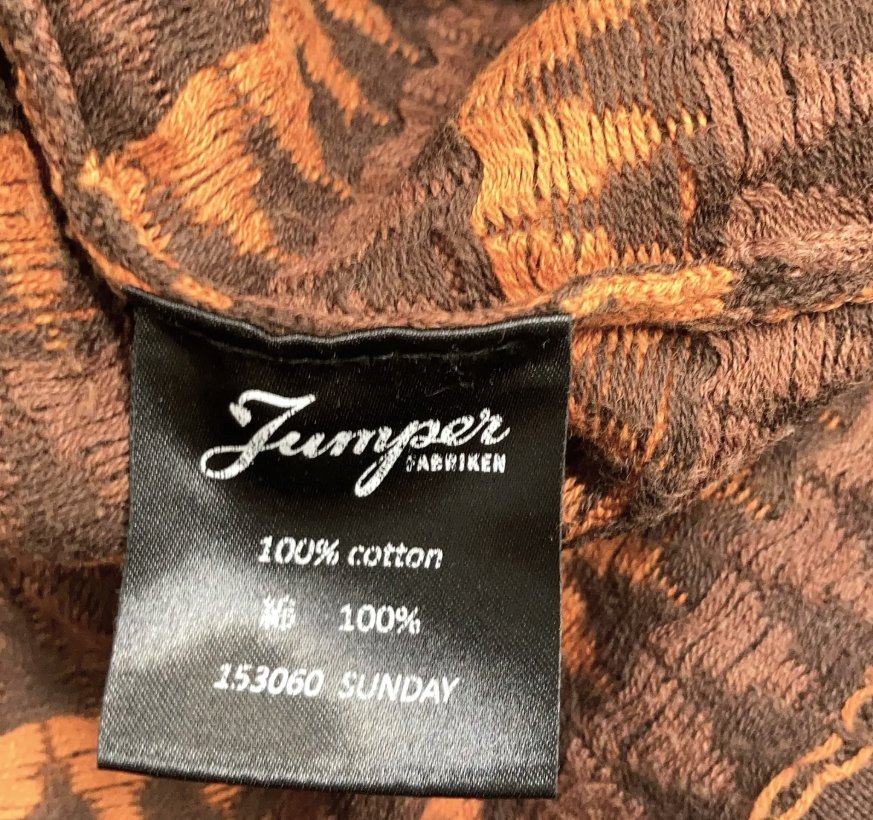 Jumper
FABRIKEN
100% cotton
棉 100%
153060 SUNDAY